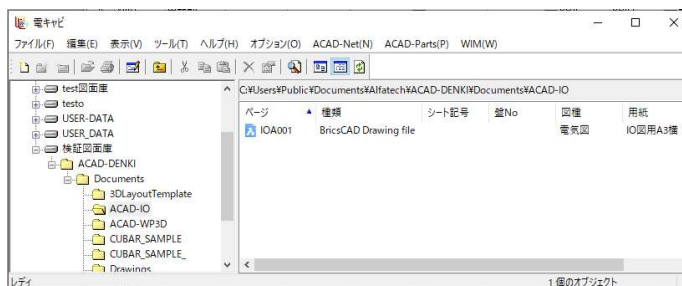 電キャビ
ファイル(F) 編集(E) 表示(V) ツール(T) ヘルプ(H) オプション(O) ACAD-Net(N) ACAD-Parts(P) WIM(W)
test図面庫
testo
USER-DATA
USER_DATA
検証図面庫
ACAD-DENKI
Documents
3DLayoutTemplate
ACAD-IO
ACAD-WP3D
CUBAR_SAMPLE
CUBAR_SAMPLE_
Drawings
C:¥Users¥Public¥Documents¥Alfatech¥ACAD-DENKI¥Documents¥ACAD-IO
ページ 種類 シート記号 盤No 図種 用紙
IOA001 BricsCAD Drawing file 電気図 IO図用A3横
レディ 1 個のオブジェクト